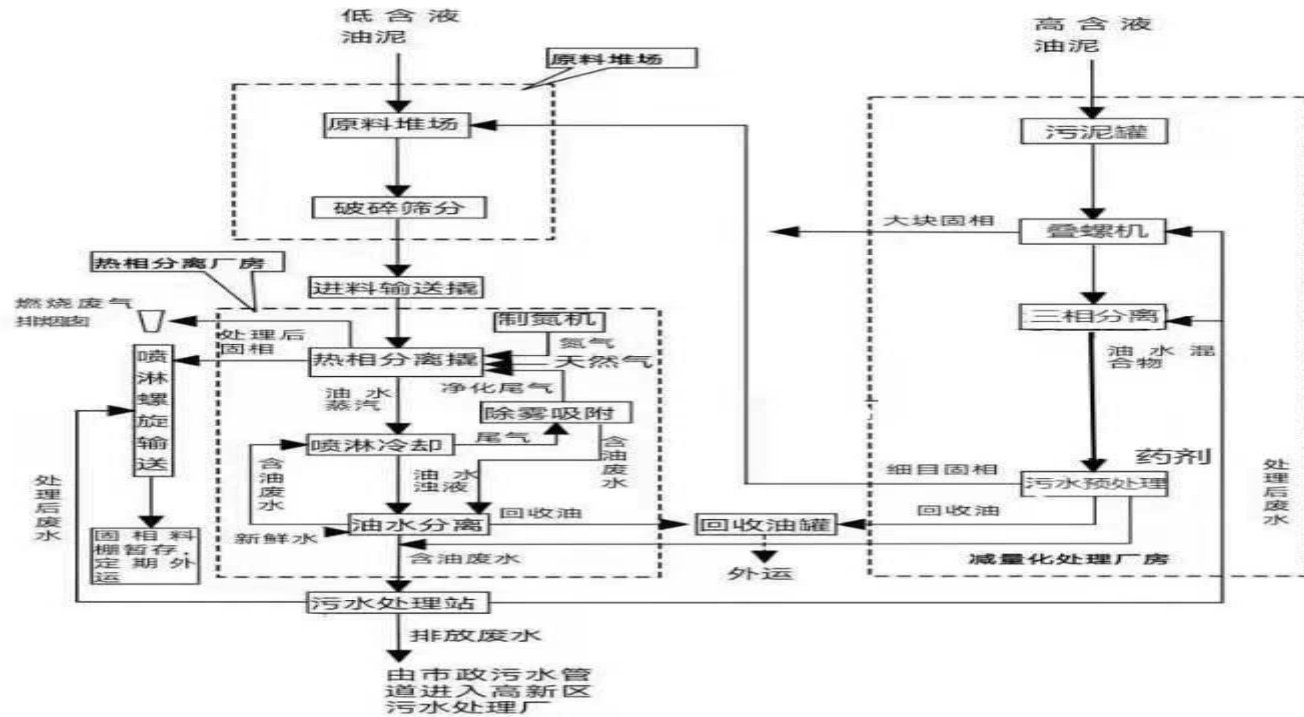 低含液
油泥
高含液
油泥
原料堆场
原料堆场
污泥罐
破碎筛分
大块固相
叠螺机
热相分离厂房
进料输送撬
燃烧废气
排烟囱
制氮机
三相分离
处理后
固相
氮气
热相分离撬
天然气
油水混
合物
喷淋螺旋输送
油水
蒸汽
净化尾气
除雾吸附
喷淋冷却
尾气
含油废水
含油废水
油水
浊液
药剂
细目固相
污水预处理
处理后废水
处理后废水
油水分离
回收油
回收油罐
回收油
新鲜水
固相料
棚暂存，
定期外
运
含油废水
外运
减量化处理厂房
污水处理站
排放废水
由市政污水管
道进入高新区
污水处理厂